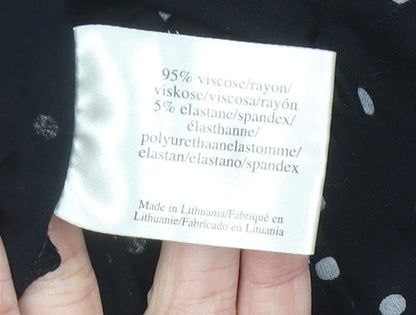 95% viscose/rayon/
viskose/viscosa/rayón
5% elastane/spandex/
élasthanne/
polyurethaanelastomme/
elastan/elastano/spandex
Made in Lithuania/Fabriqué en
Lithuanie/Fabricado en Lituania